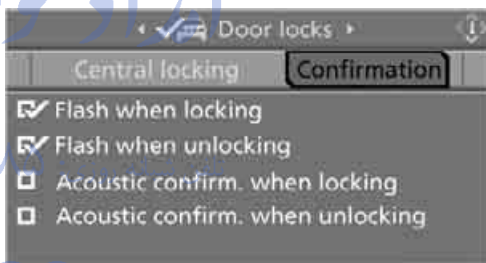 Door locks
Central locking Confirmation
Flash when locking
Flash when unlocking
Acoustic confirm. when locking
Acoustic confirm. when unlocking